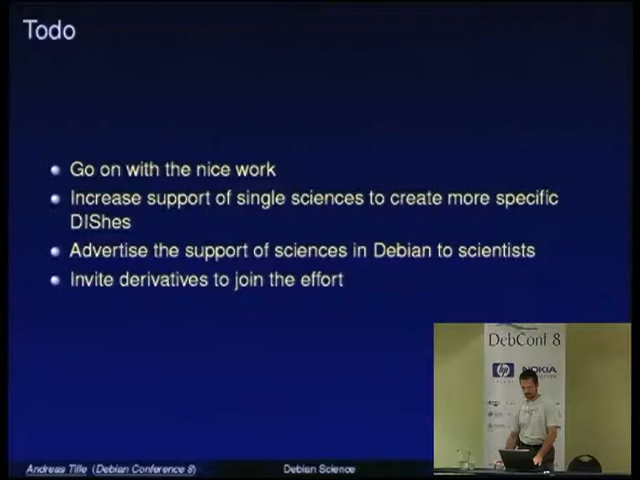 Todo
Go on with the nice work
Increase support of single sciences to create more specific
DIShes
Advertise the support of sciences in Debian to scientists
Invite derivatives to join the effort
DebConf 8
hp
NOKIA
Andreas Tille (Debian Conference 8)
Debian Science